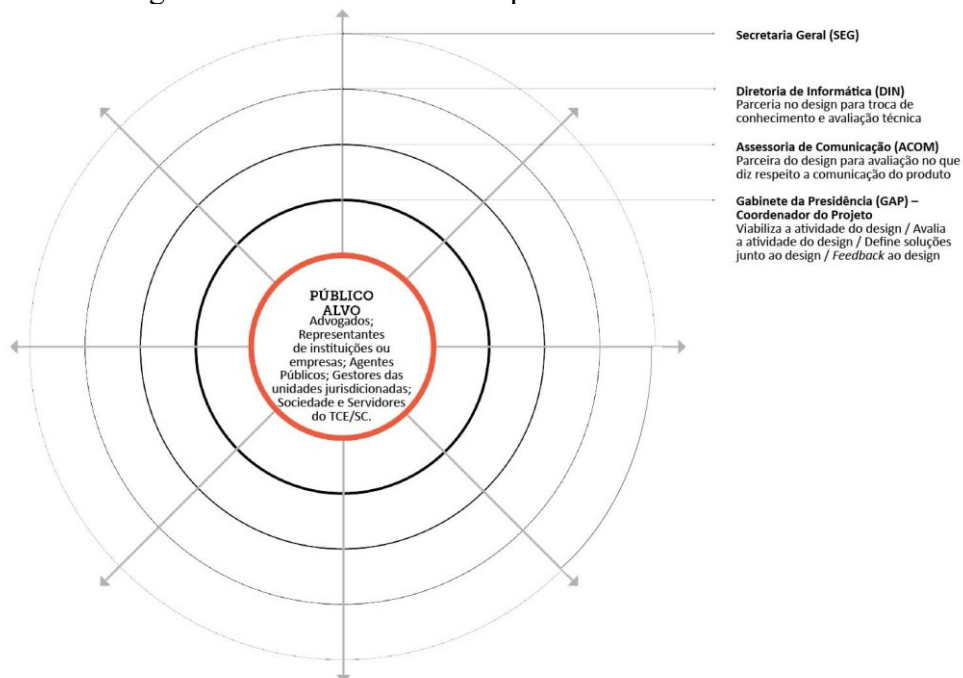 Secretaria Geral (SEG)
Diretoria de Informática (DIN)
Parceria no design para troca de
conhecimento e avaliação técnica
Assessoria de Comunicação (ACOM)
Parceira do design para avaliação no que
diz respeito a comunicação do produto
Gabinete da Presidência (GAP) –
Coordenador do Projeto
Viabiliza a atividade do design / Avalia
a atividade do design / Define soluções
junto ao design / Feedback ao design
PÚBLICO
ALVO
Advogados;
Representantes
de instituições ou
empresas; Agentes
Públicos; Gestores das
unidades jurisdicionadas;
Sociedade e Servidores
do TCE/SC.